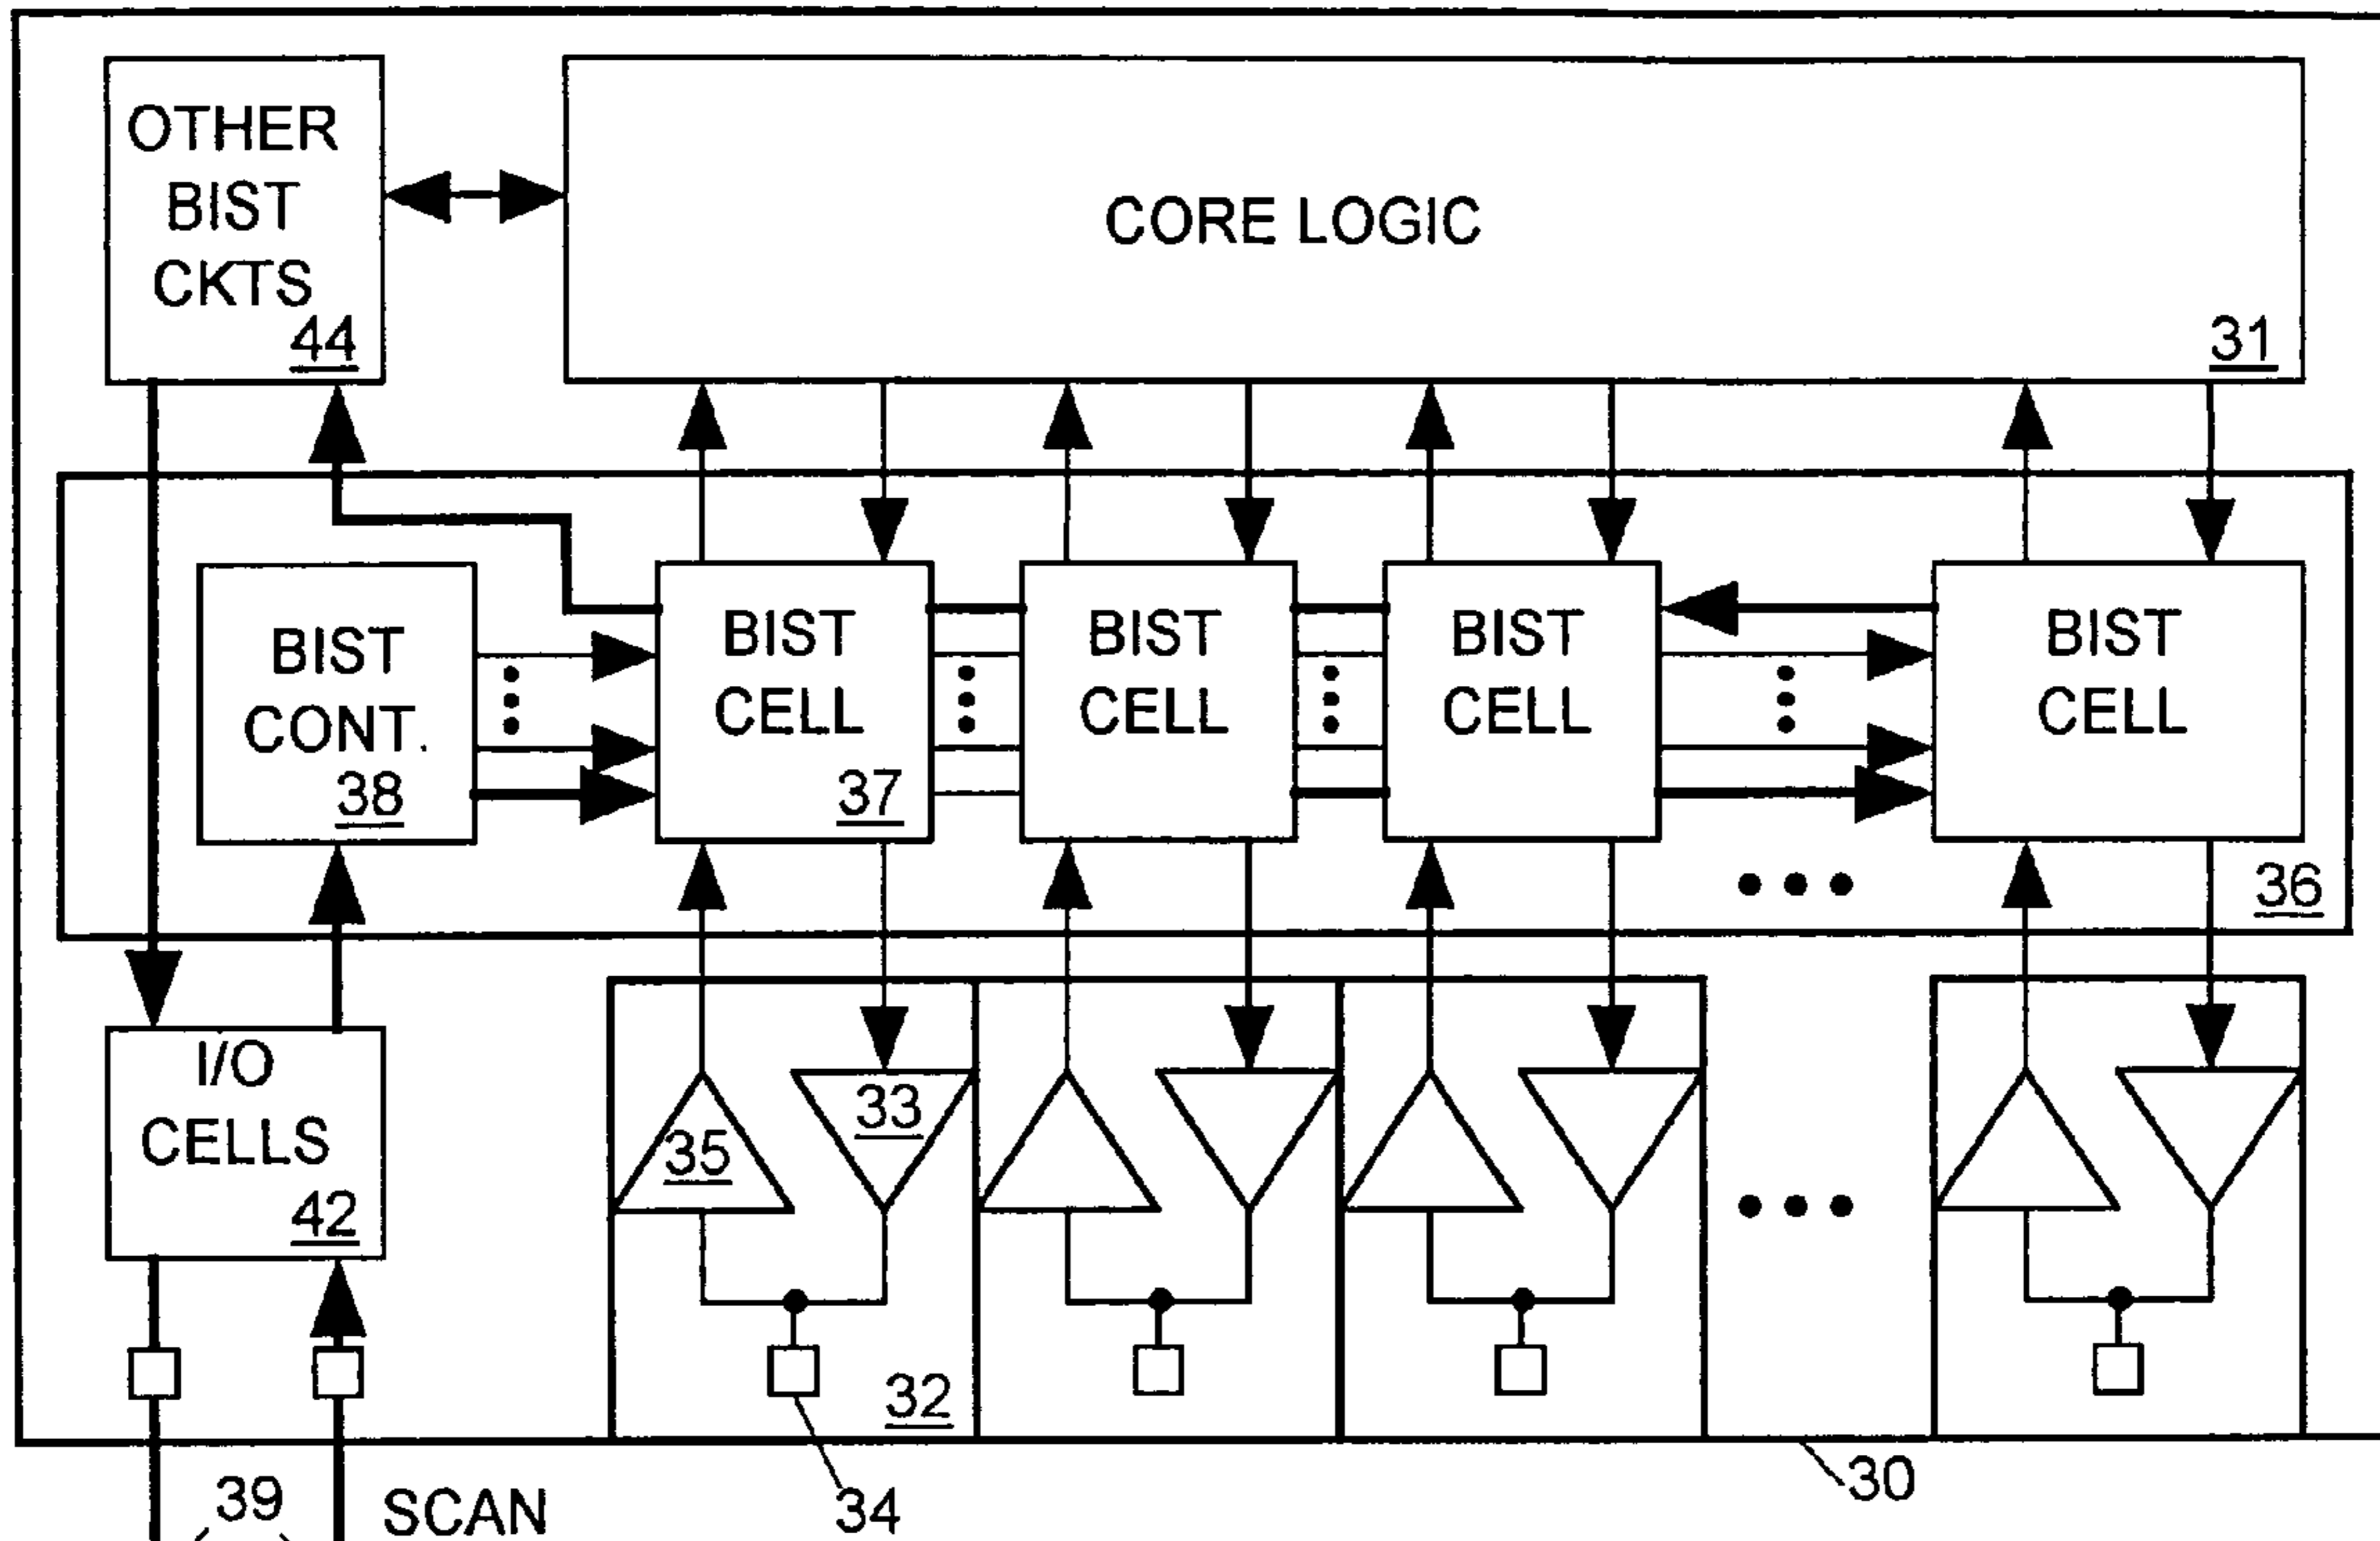 OTHER
BIST
CKTS
44
CORE LOGIC
31
BIST
CONT.
38
BIST
CELL
37
BIST
CELL
BIST
CELL
BIST
CELL
36
I/O
CELLS
42
35
33
32
34
30
39
SCAN